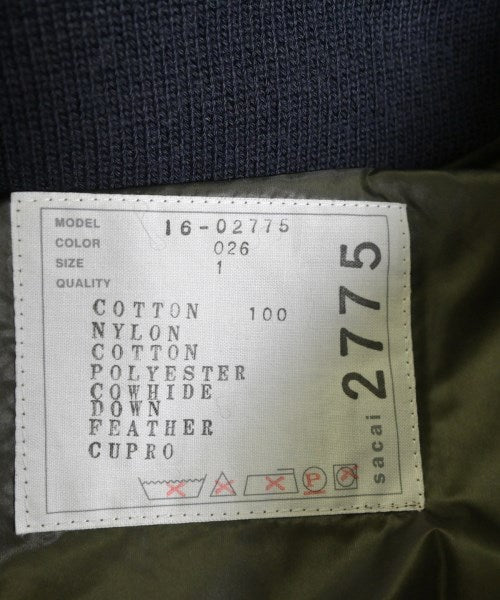 MODEL 16-02775
COLOR 026
SIZE 1
QUALITY
COTTON 100
NYLON
COTTON
POLYESTER
COWHIDE
DOWN
FEATHER
CUPRO
P
sacai 2775